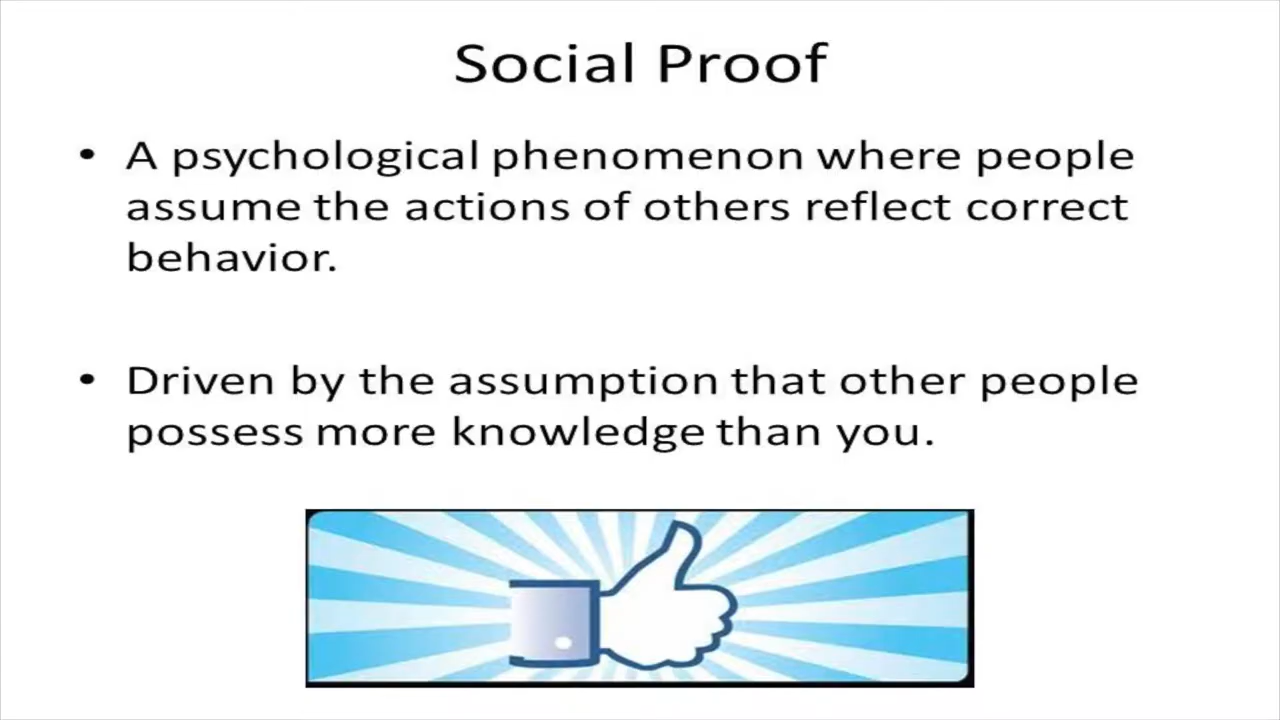 Social Proof
• A psychological phenomenon where people
assume the actions of others reflect correct
behavior.
• Driven by the assumption that other people
possess more knowledge than you.